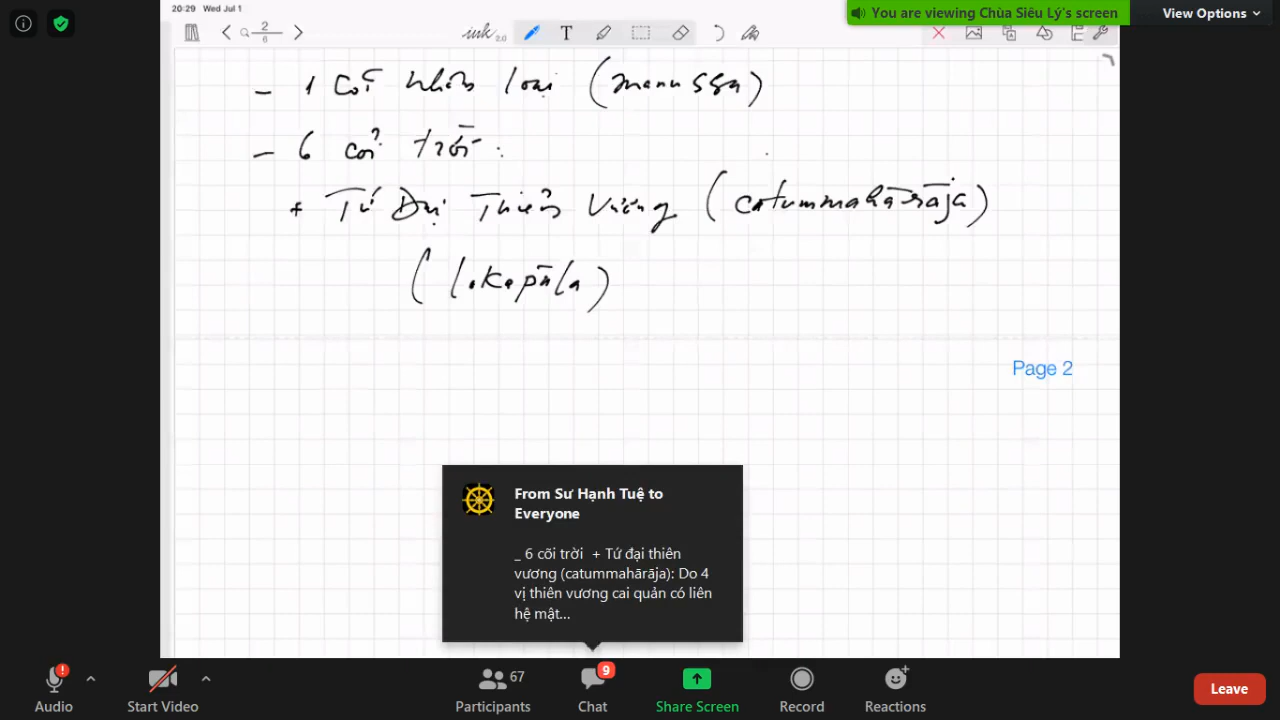 20:29 Wed Jul 1
You are viewing Chùa Siêu Lý's screen
View Options
2
6
ink 2.0
T
- 1 Cõi nhân loại (manussa)
- 6 cõi trời :
+ Tứ Đại Thiên Vương (catummahārāja)
( lokapāla )
Page 2
From Sư Hạnh Tuệ to
Everyone
_ 6 cõi trời + Tứ đại thiên
vương (catummahārāja): Do 4
vị thiên vương cai quản có liên
hệ mật...
67
9
Audio
Start Video
Participants
Chat
Share Screen
Record
Reactions
Leave